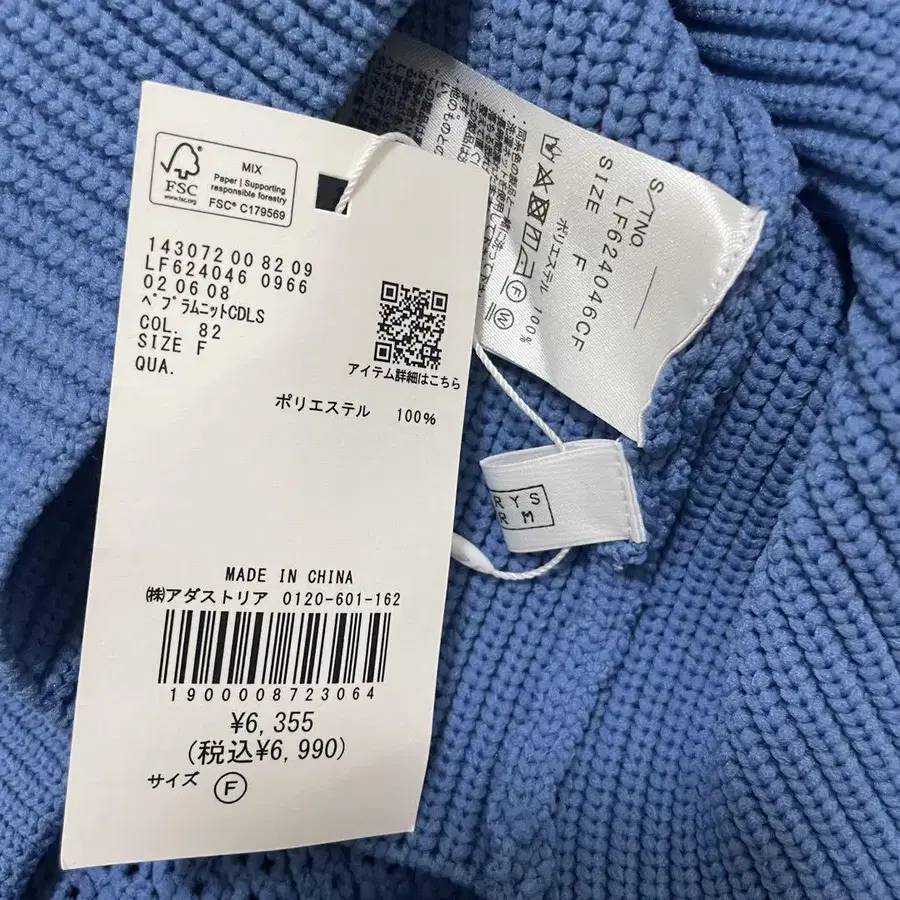 FSC
www.fsc.org
MIX
Paper | Supporting
responsible forestry
FSC® C179569
143072 00 82 09
LF624046 0966
02 06 08
ﾍﾟﾌﾟﾗﾑﾆｯﾄCDLS
COL. 82
SIZE F
QUA.
アイテム詳細はこちら
ポリエステル 100%
MADE IN CHINA
㈱アダストリア 0120-601-162
1900008723064
¥6,355
(税込¥6,990)
サイズ F
S/TNO.
LF624046CF
SIZE F
ポリエステル 100%
RYS
RM